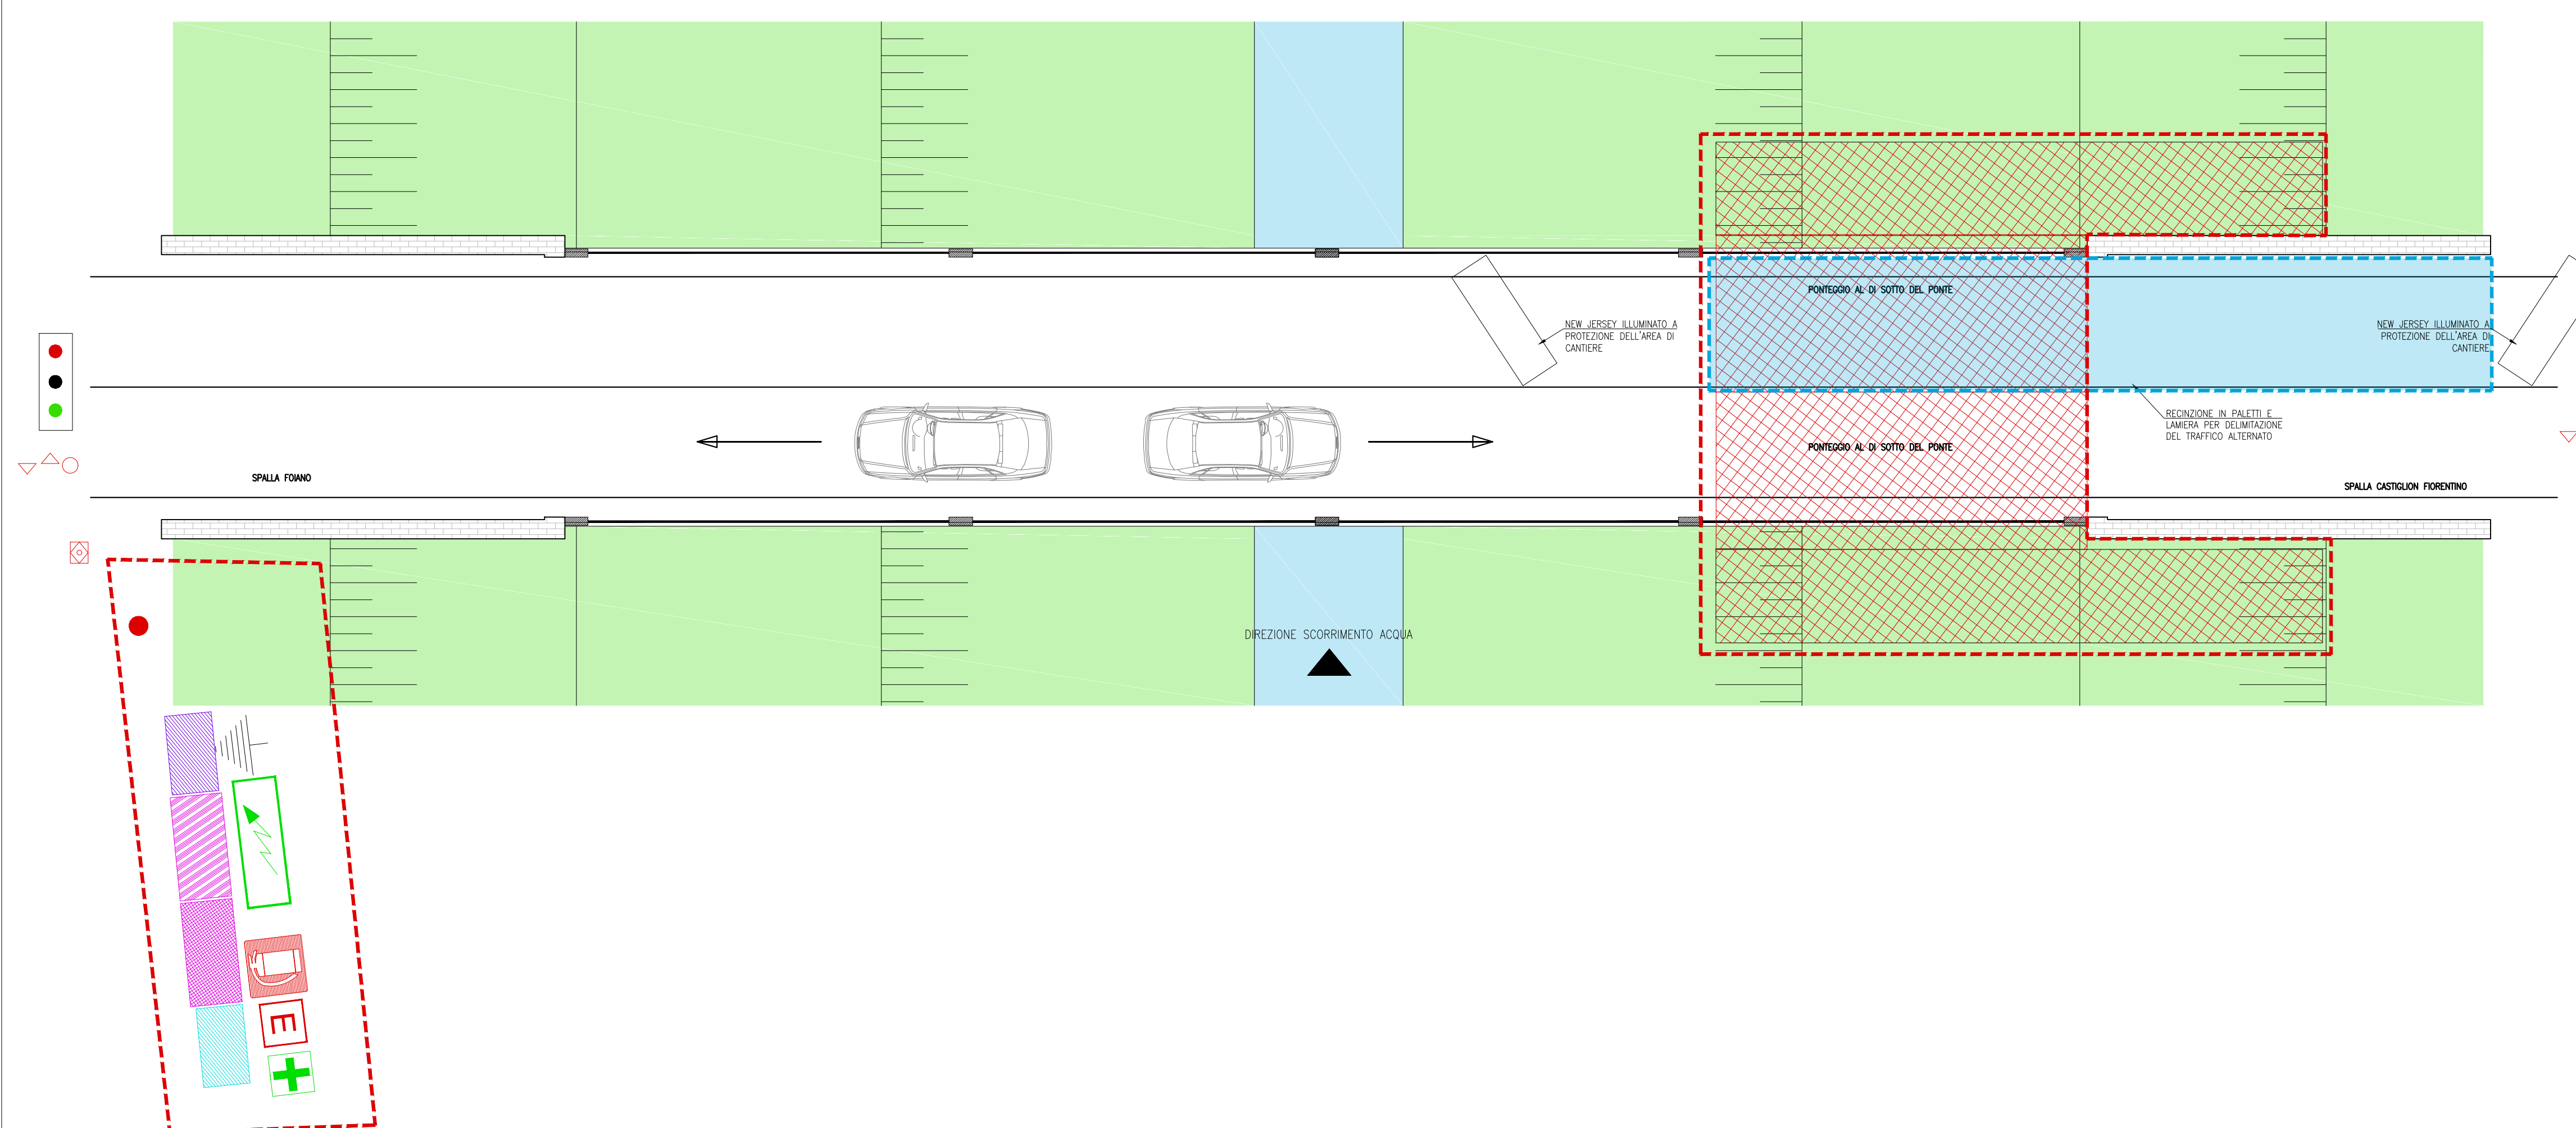 PONTEGGIO AL DI SOTTO DEL PONTE
NEW JERSEY ILLUMINATO A
PROTEZIONE DELL'AREA DI
CANTIERE
NEW JERSEY ILLUMINATO A
PROTEZIONE DELL'AREA DI
CANTIERE
RECINZIONE IN PALETTI E
LAMIERA PER DELIMITAZIONE
DEL TRAFFICO ALTERNATO
PONTEGGIO AL DI SOTTO DEL PONTE
SPALLA FOIANO
SPALLA CASTIGLION FIORENTINO
DIREZIONE SCORRIMENTO ACQUA
E